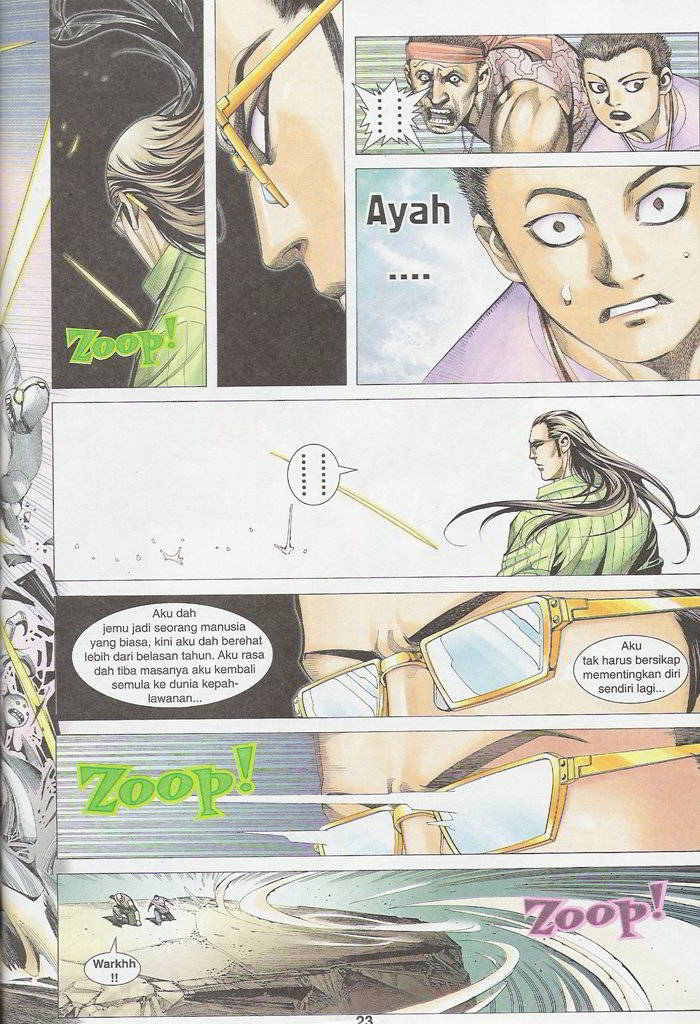 Zoop!
Ayah
....
Aku dah
jemu jadi seorang manusia
yang biasa, kini aku dah berehat
lebih dari belasan tahun. Aku rasa
dah tiba masanya aku kembali
semula ke dunia kepah-
lawanan...
Aku
tak harus bersikap
mementingkan diri
sendiri lagi...
Zoop!
Zoop!
Warkhh
!!
23